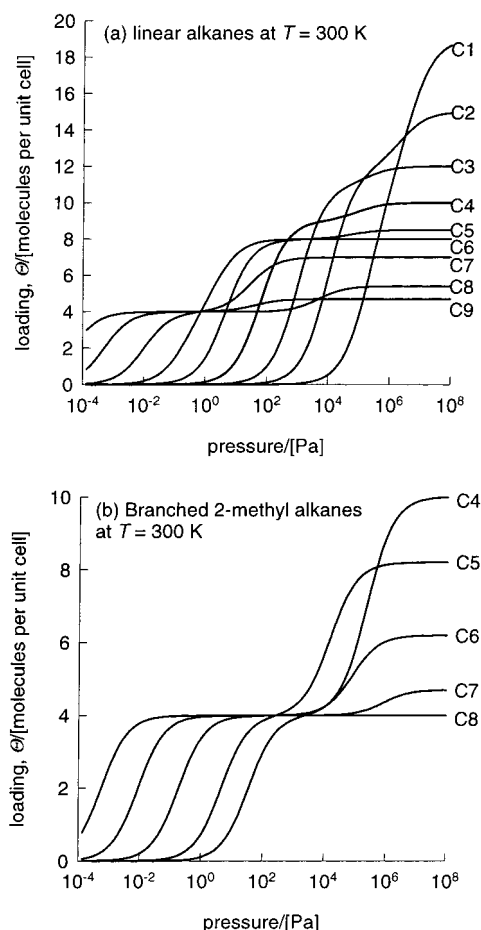 (a) linear alkanes at T = 300 K
loading, Θ/[molecules per unit cell]
20
18
16
14
12
10
8
6
4
2
0
C1
C2
C3
C4
C5
C6
C7
C8
C9
10-4 10-2 100 102 104 106 108
pressure/[Pa]
(b) Branched 2-methyl alkanes
at T = 300 K
loading, Θ/[molecules per unit cell]
10
8
6
4
2
0
C4
C5
C6
C7
C8
10-4 10-2 100 102 104 106 108
pressure/[Pa]